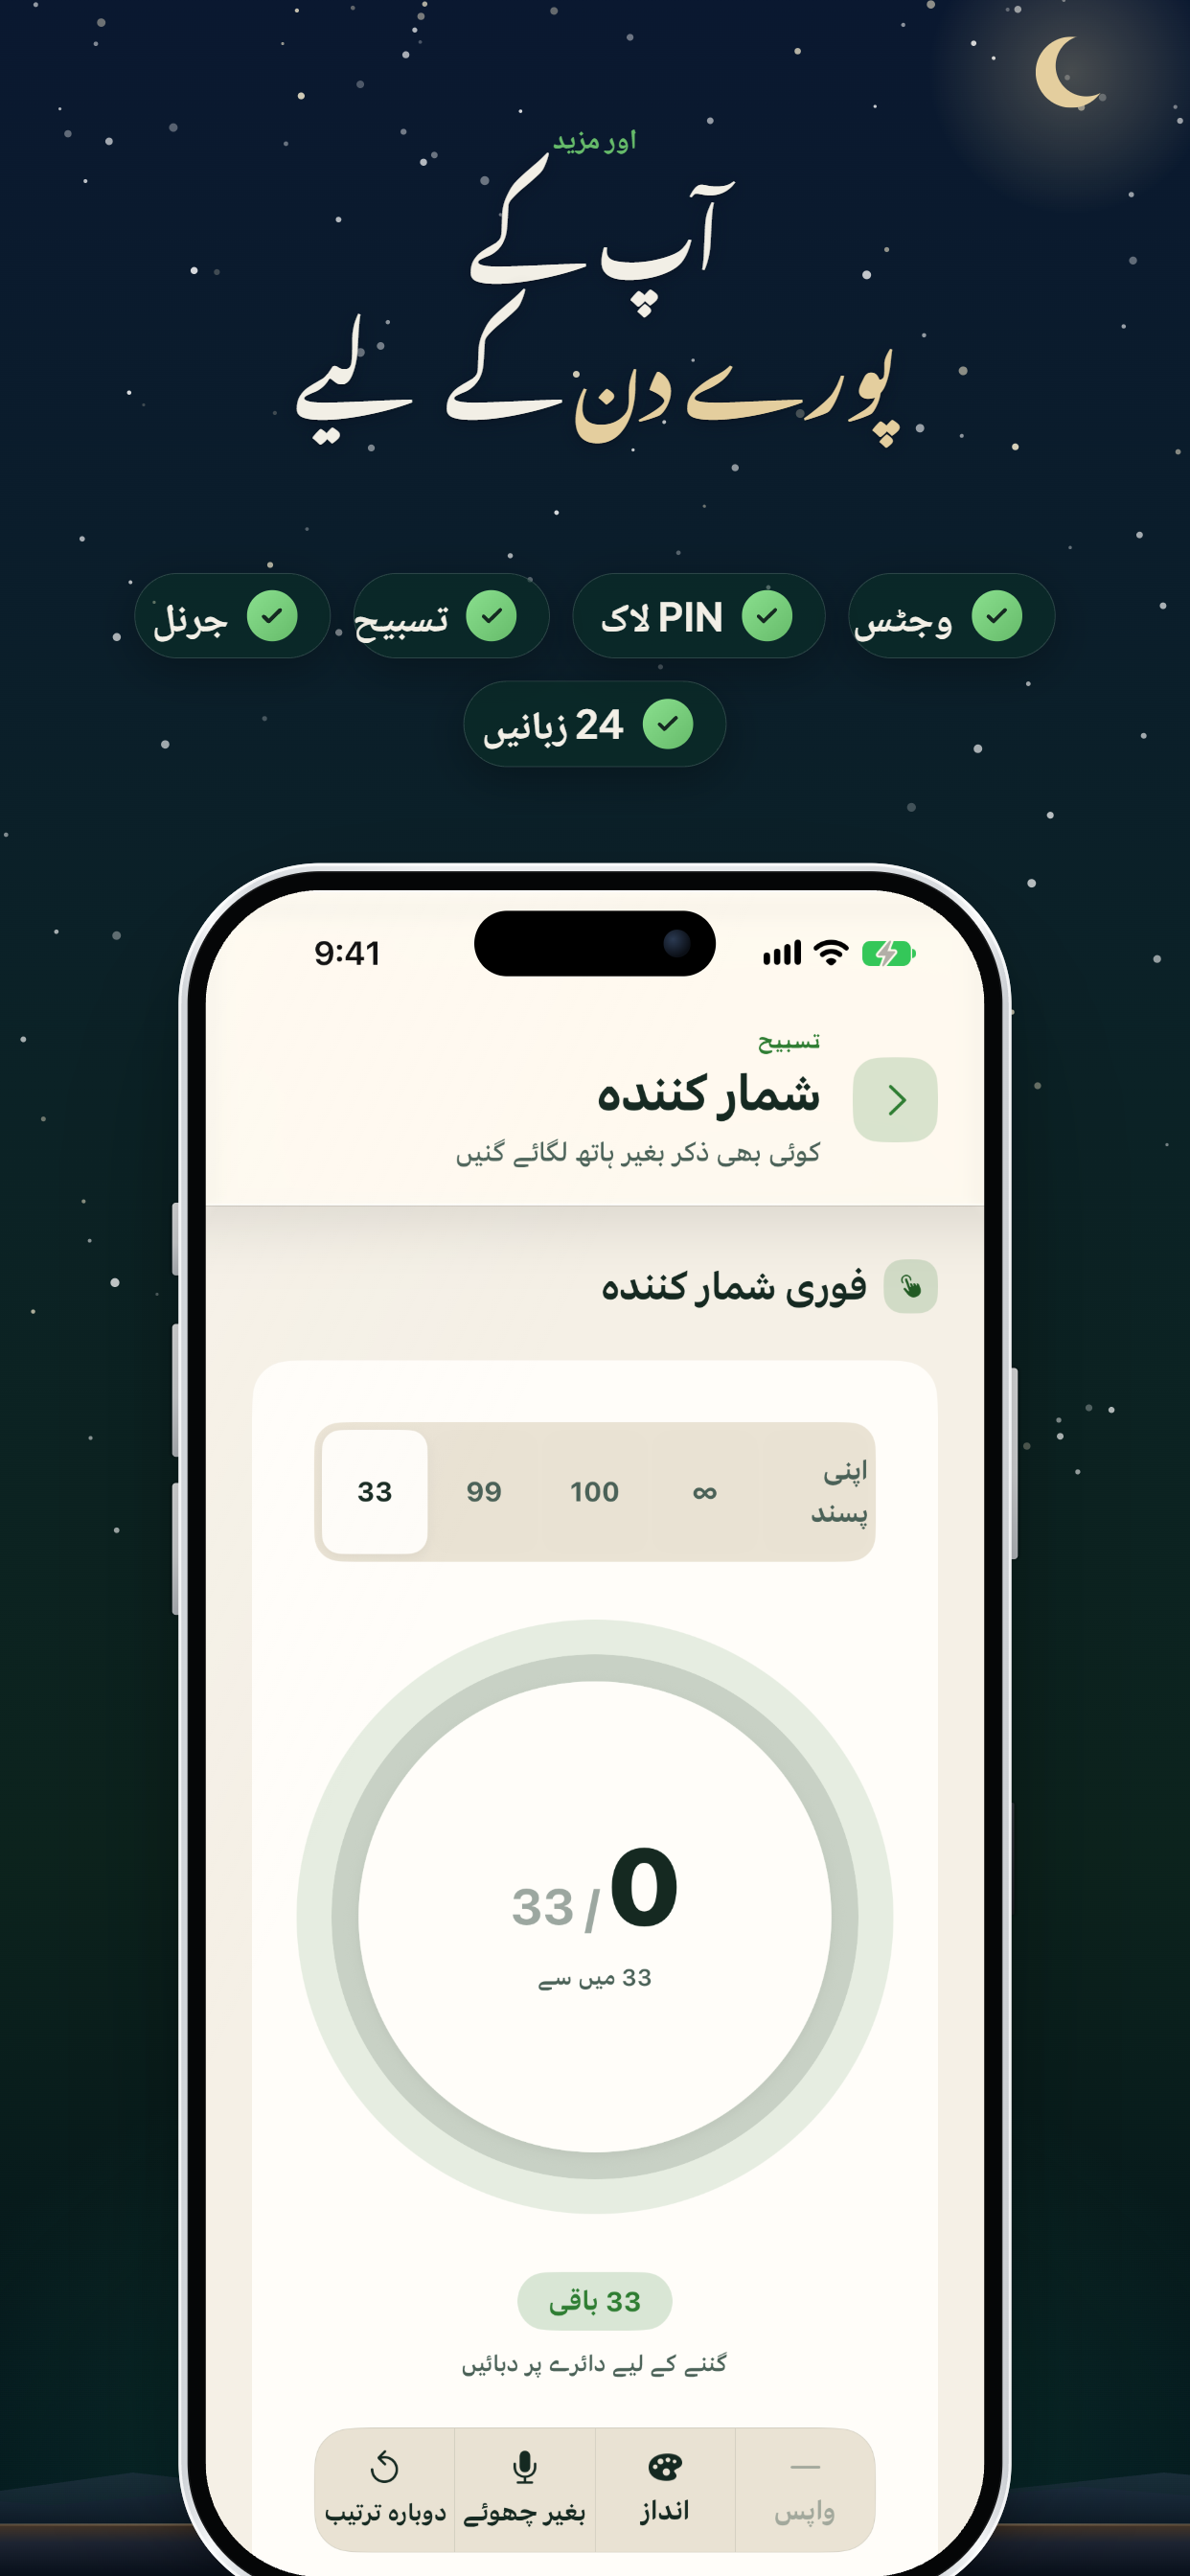 اور مزید
آپ کے
پورے دن کے لیے
وجٹس
PIN لاک
تسبیح
جرنل
24 زبانیں
9:41
تسبیح
شمار کنندہ
کوئی بھی ذکر بغیر ہاتھ لگائے گنیں
فوری شمار کنندہ
اپنی
پسند
∞
100
99
33
0/33
33 میں سے
33 باقی
گننے کے لیے دائرے پر دبائیں
واپس
انداز
بغیر چھوئے
دوبارہ ترتیب